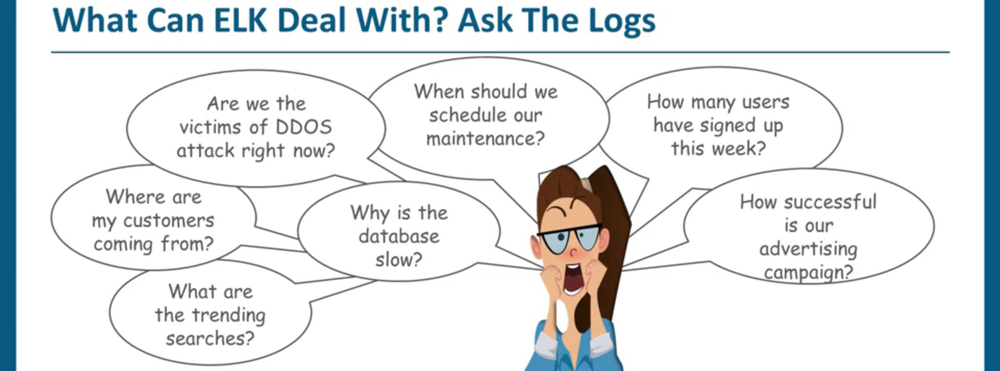 What Can ELK Deal With? Ask The Logs
Are we the
victims of DDOS
attack right now?
When should we
schedule our
maintenance?
How many users
have signed up
this week?
Where are
my customers
coming from?
Why is the
database
slow?
How successful
is our
advertising
campaign?
What are
the trending
searches?